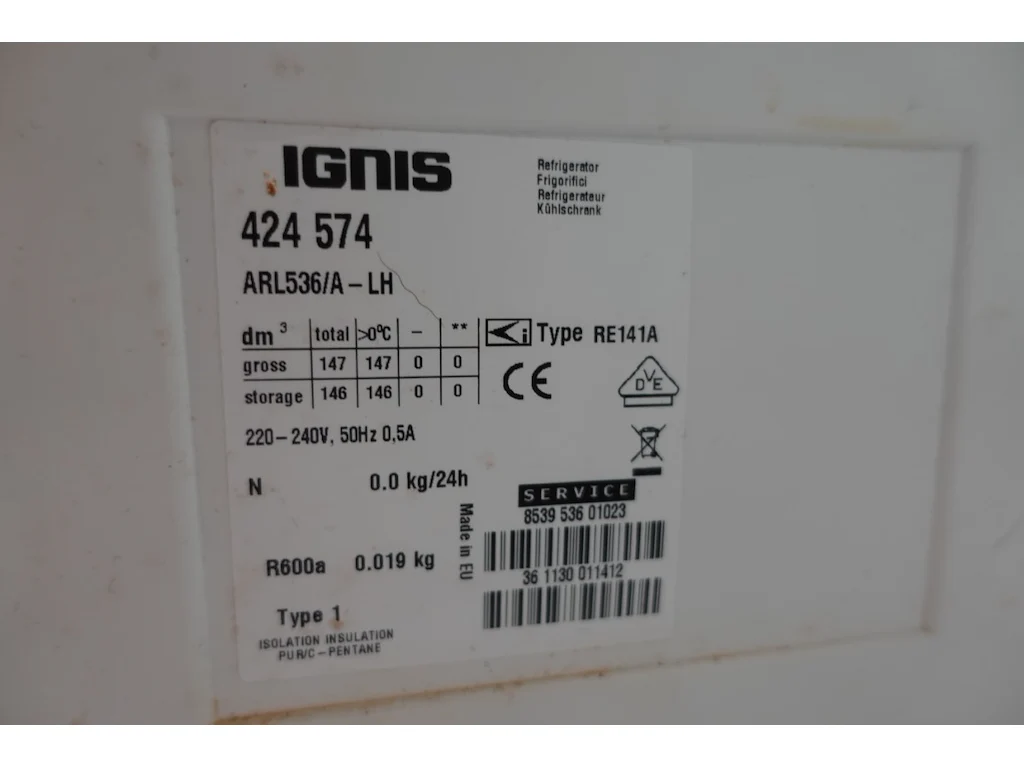 IGNIS
Refrigerator
Frigorifici
Refrigerateur
Kühlschrank
424 574
ARL536/A – LH
dm³ total >0°C – **
gross 147 147 0 0
storage 146 146 0 0
i Type RE141A
CE
DVE
220–240V, 50Hz 0,5A
N 0.0 kg/24h
SERVICE
8539 536 01023
Made in EU
36 1130 011412
R600a 0.019 kg
Type 1
ISOLATION INSULATION
PUR/C – PENTANE